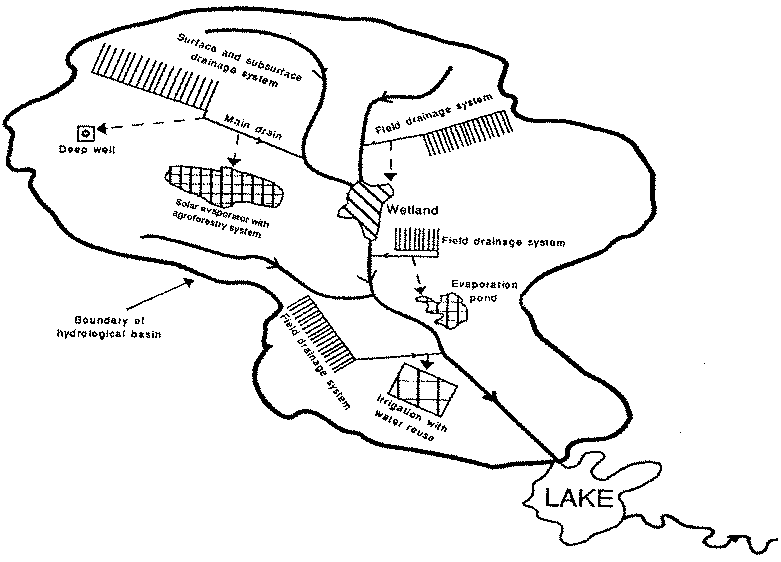 Surface and subsurface
drainage system
Field drainage system
Main drain
Deep well
Solar evaporator with
agroforestry system
Wetland
Field drainage system
Evaporation
pond
Boundary of
hydrological basin
Field drainage system
Irrigation with
water reuse
LAKE